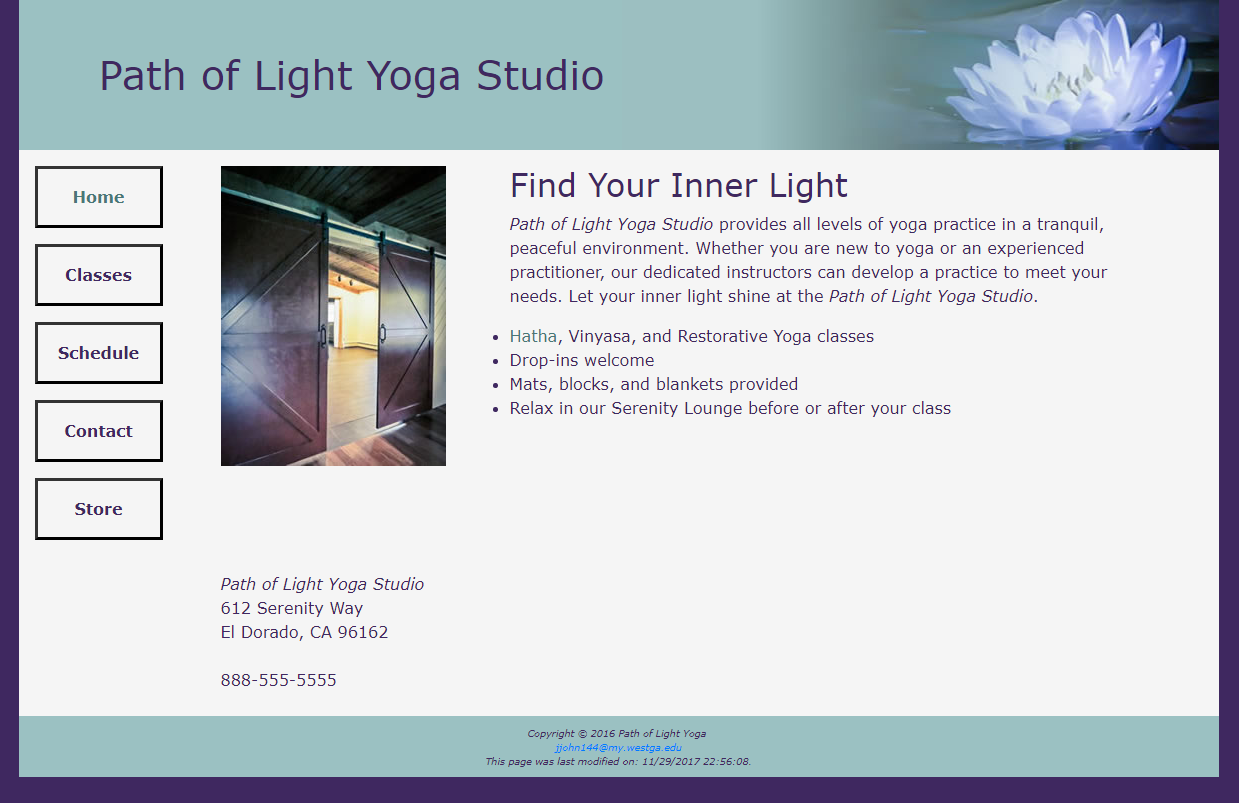 Path of Light Yoga Studio
Home
Classes
Schedule
Contact
Store
Find Your Inner Light
Path of Light Yoga Studio provides all levels of yoga practice in a tranquil,
peaceful environment. Whether you are new to yoga or an experienced
practitioner, our dedicated instructors can develop a practice to meet your
needs. Let your inner light shine at the Path of Light Yoga Studio.
Hatha, Vinyasa, and Restorative Yoga classes
Drop-ins welcome
Mats, blocks, and blankets provided
Relax in our Serenity Lounge before or after your class
Path of Light Yoga Studio
612 Serenity Way
El Dorado, CA 96162
888-555-5555
Copyright © 2016 Path of Light Yoga
jjohn144@my.westga.edu
This page was last modified on: 11/29/2017 22:56:08.